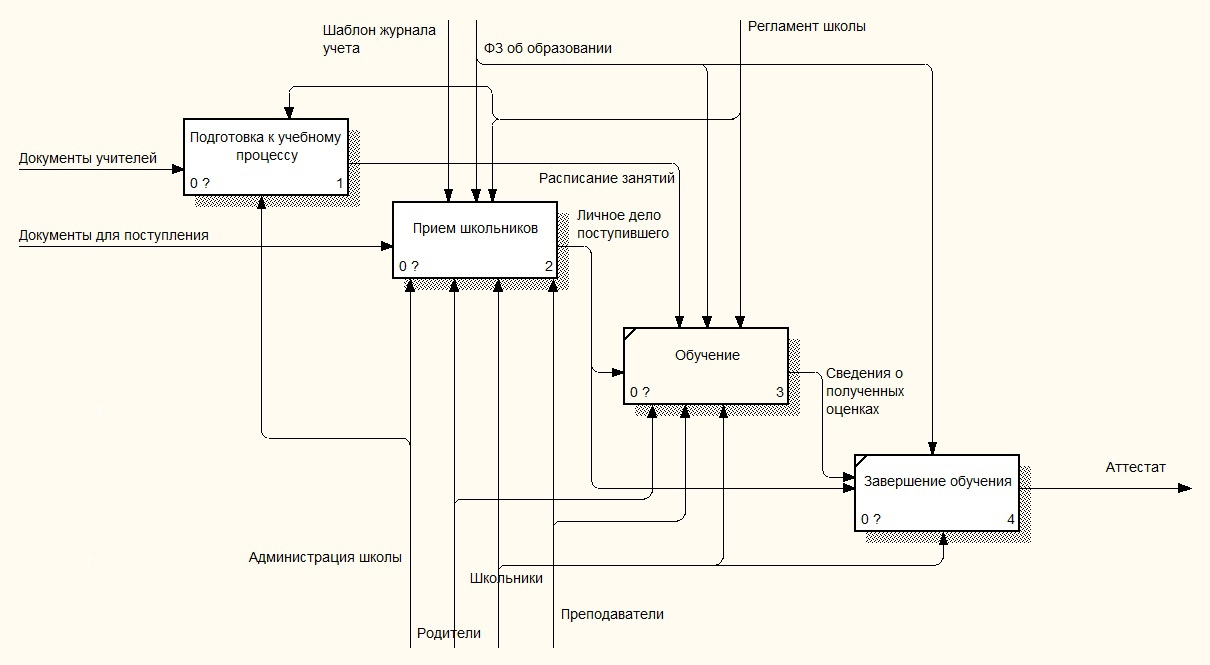 Шаблон журнала
учета
ФЗ об образовании
Регламент школы
Документы учителей
Подготовка к учебному
процессу
0 ?
1
Расписание занятий
Документы для поступления
Прием школьников
0 ?
2
Личное дело
поступившего
Обучение
0 ?
3
Сведения о
полученных
оценках
Завершение обучения
0 ?
4
Аттестат
Администрация школы
Школьники
Преподаватели
Родители